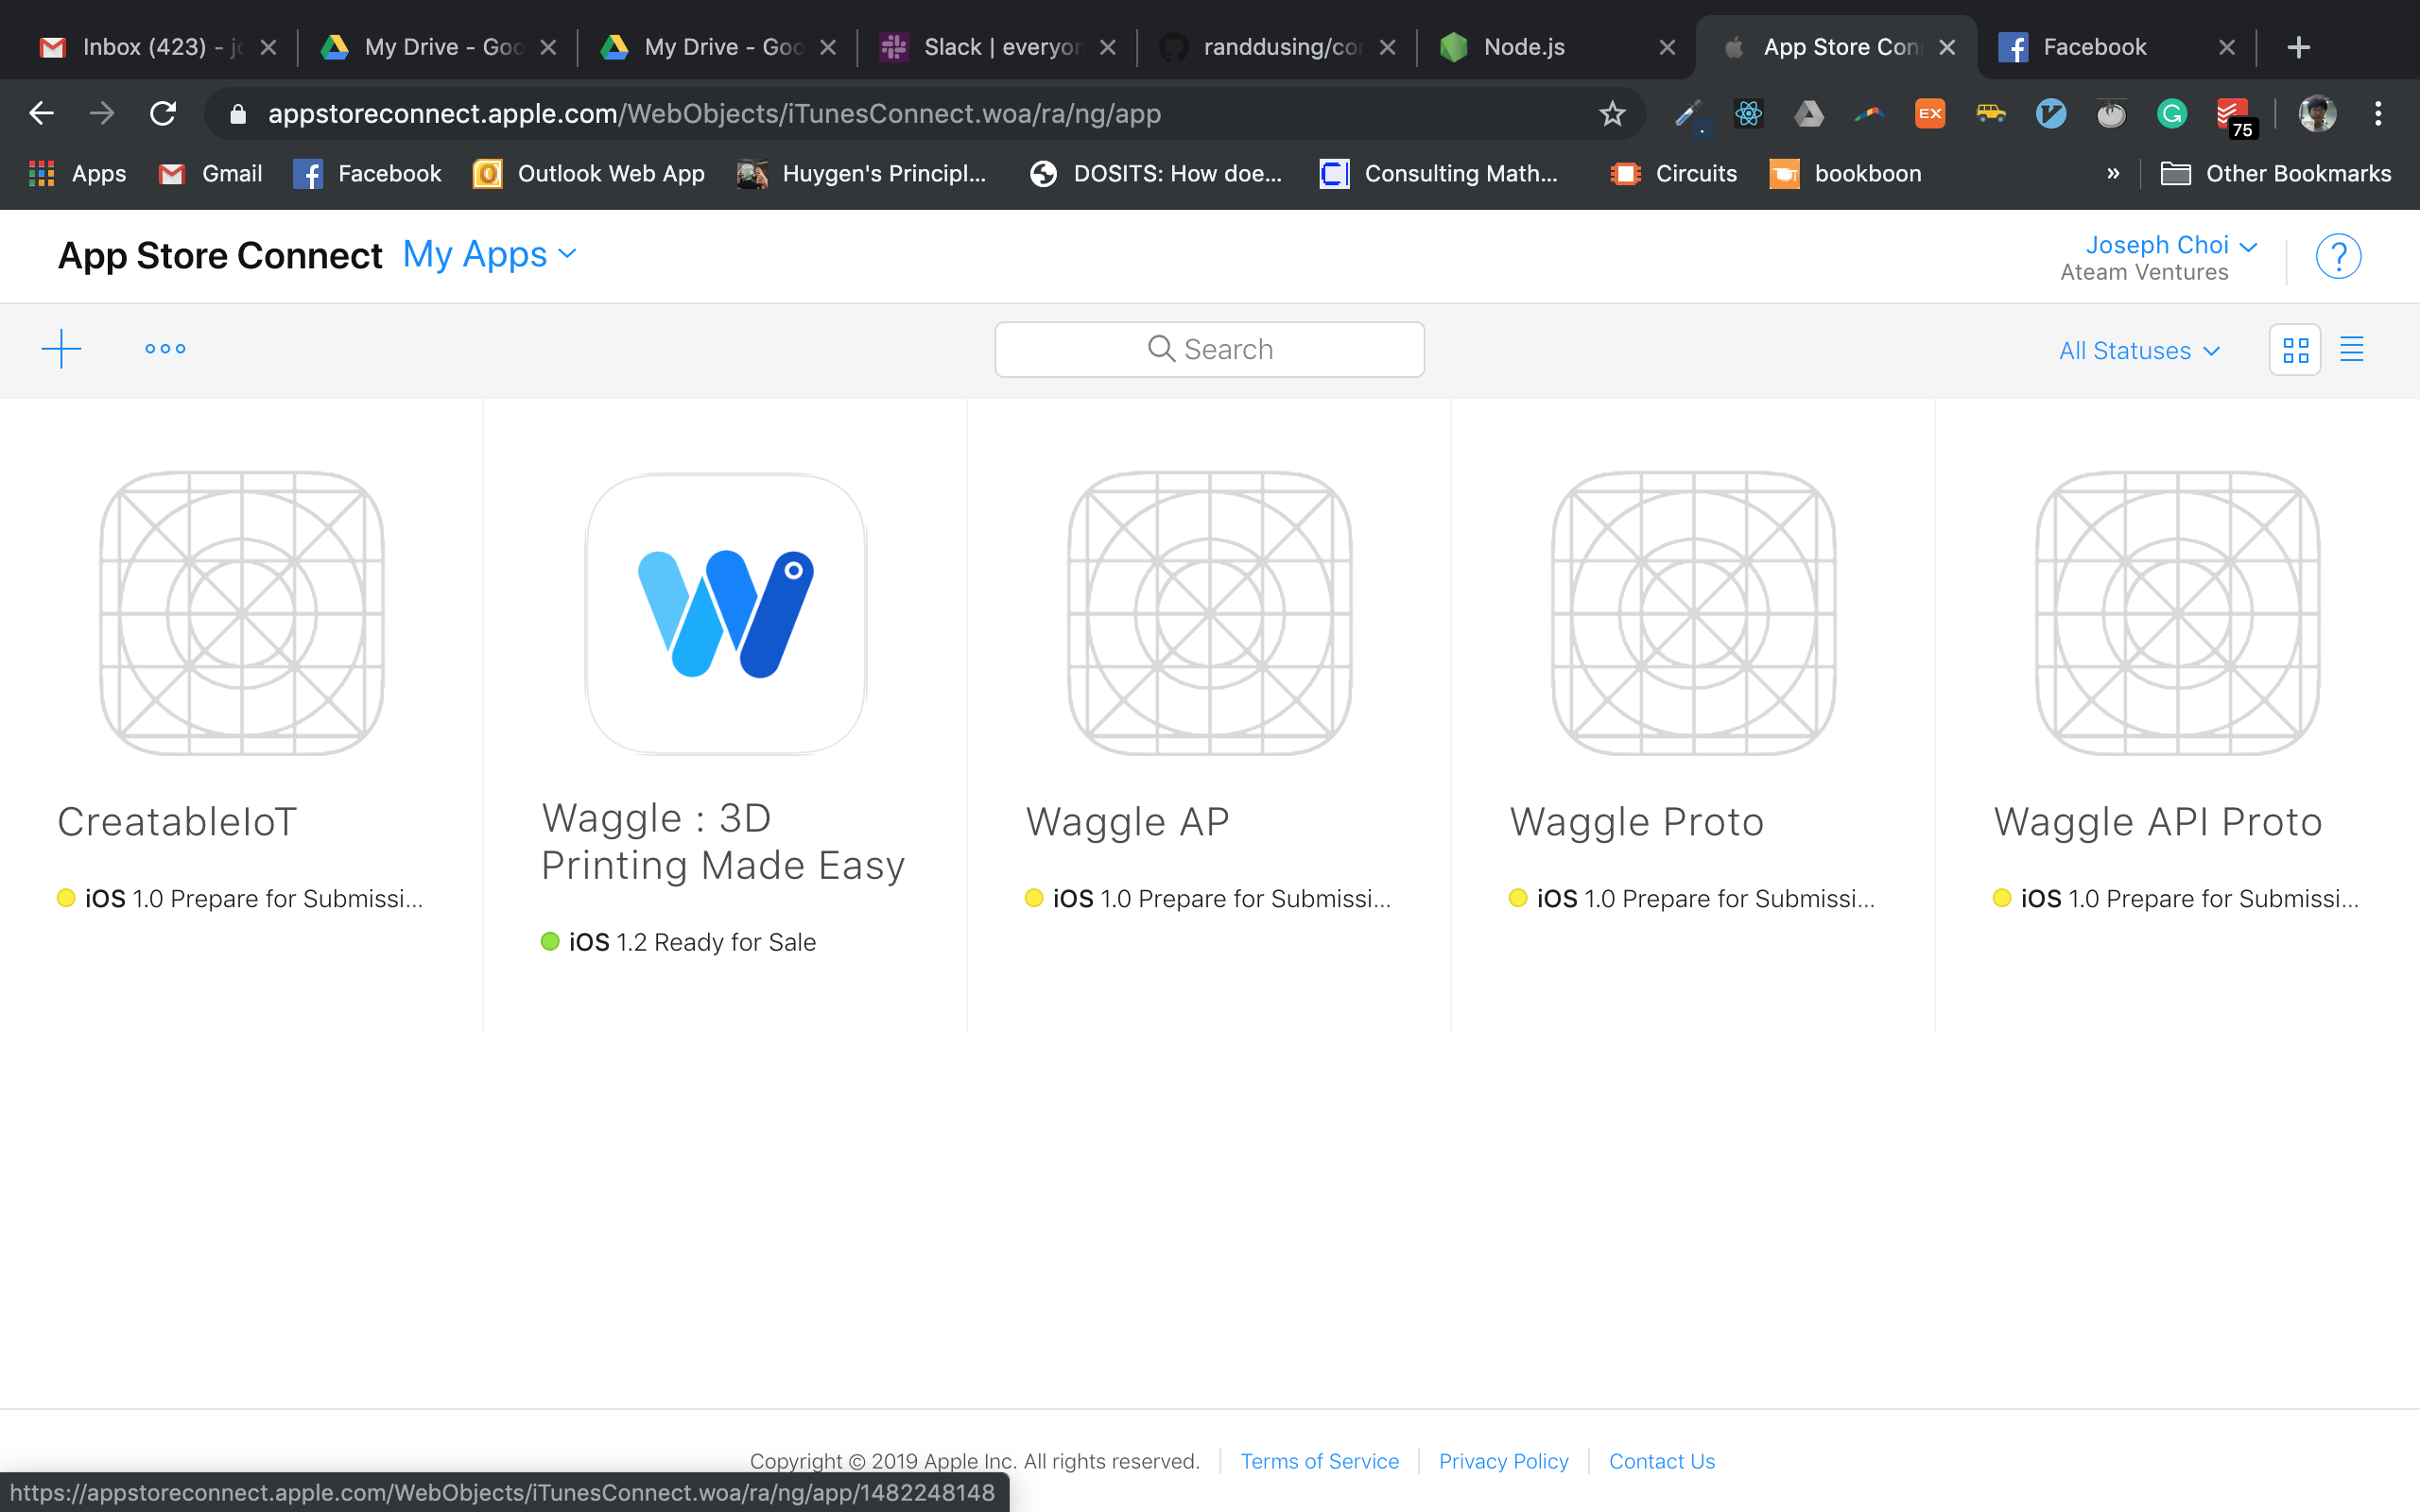 Inbox (423) - jo
My Drive - Goo
My Drive - Goo
Slack | everyon
randdusing/cor
Node.js
App Store Conn
Facebook
appstoreconnect.apple.com/WebObjects/iTunesConnect.woa/ra/ng/app
EX
75
Apps
Gmail
Facebook
Outlook Web App
Huygen's Principl...
DOSITS: How doe...
Consulting Math...
Circuits
bookboon
»
Other Bookmarks
App Store Connect My Apps
Joseph Choi
Ateam Ventures
?
Search
All Statuses
CreatableIoT
iOS 1.0 Prepare for Submissi...
Waggle : 3D
Printing Made Easy
iOS 1.2 Ready for Sale
Waggle AP
iOS 1.0 Prepare for Submissi...
Waggle Proto
iOS 1.0 Prepare for Submissi...
Waggle API Proto
iOS 1.0 Prepare for Submissi...
Copyright © 2019 Apple Inc. All rights reserved.
Terms of Service
Privacy Policy
Contact Us
https://appstoreconnect.apple.com/WebObjects/iTunesConnect.woa/ra/ng/app/1482248148